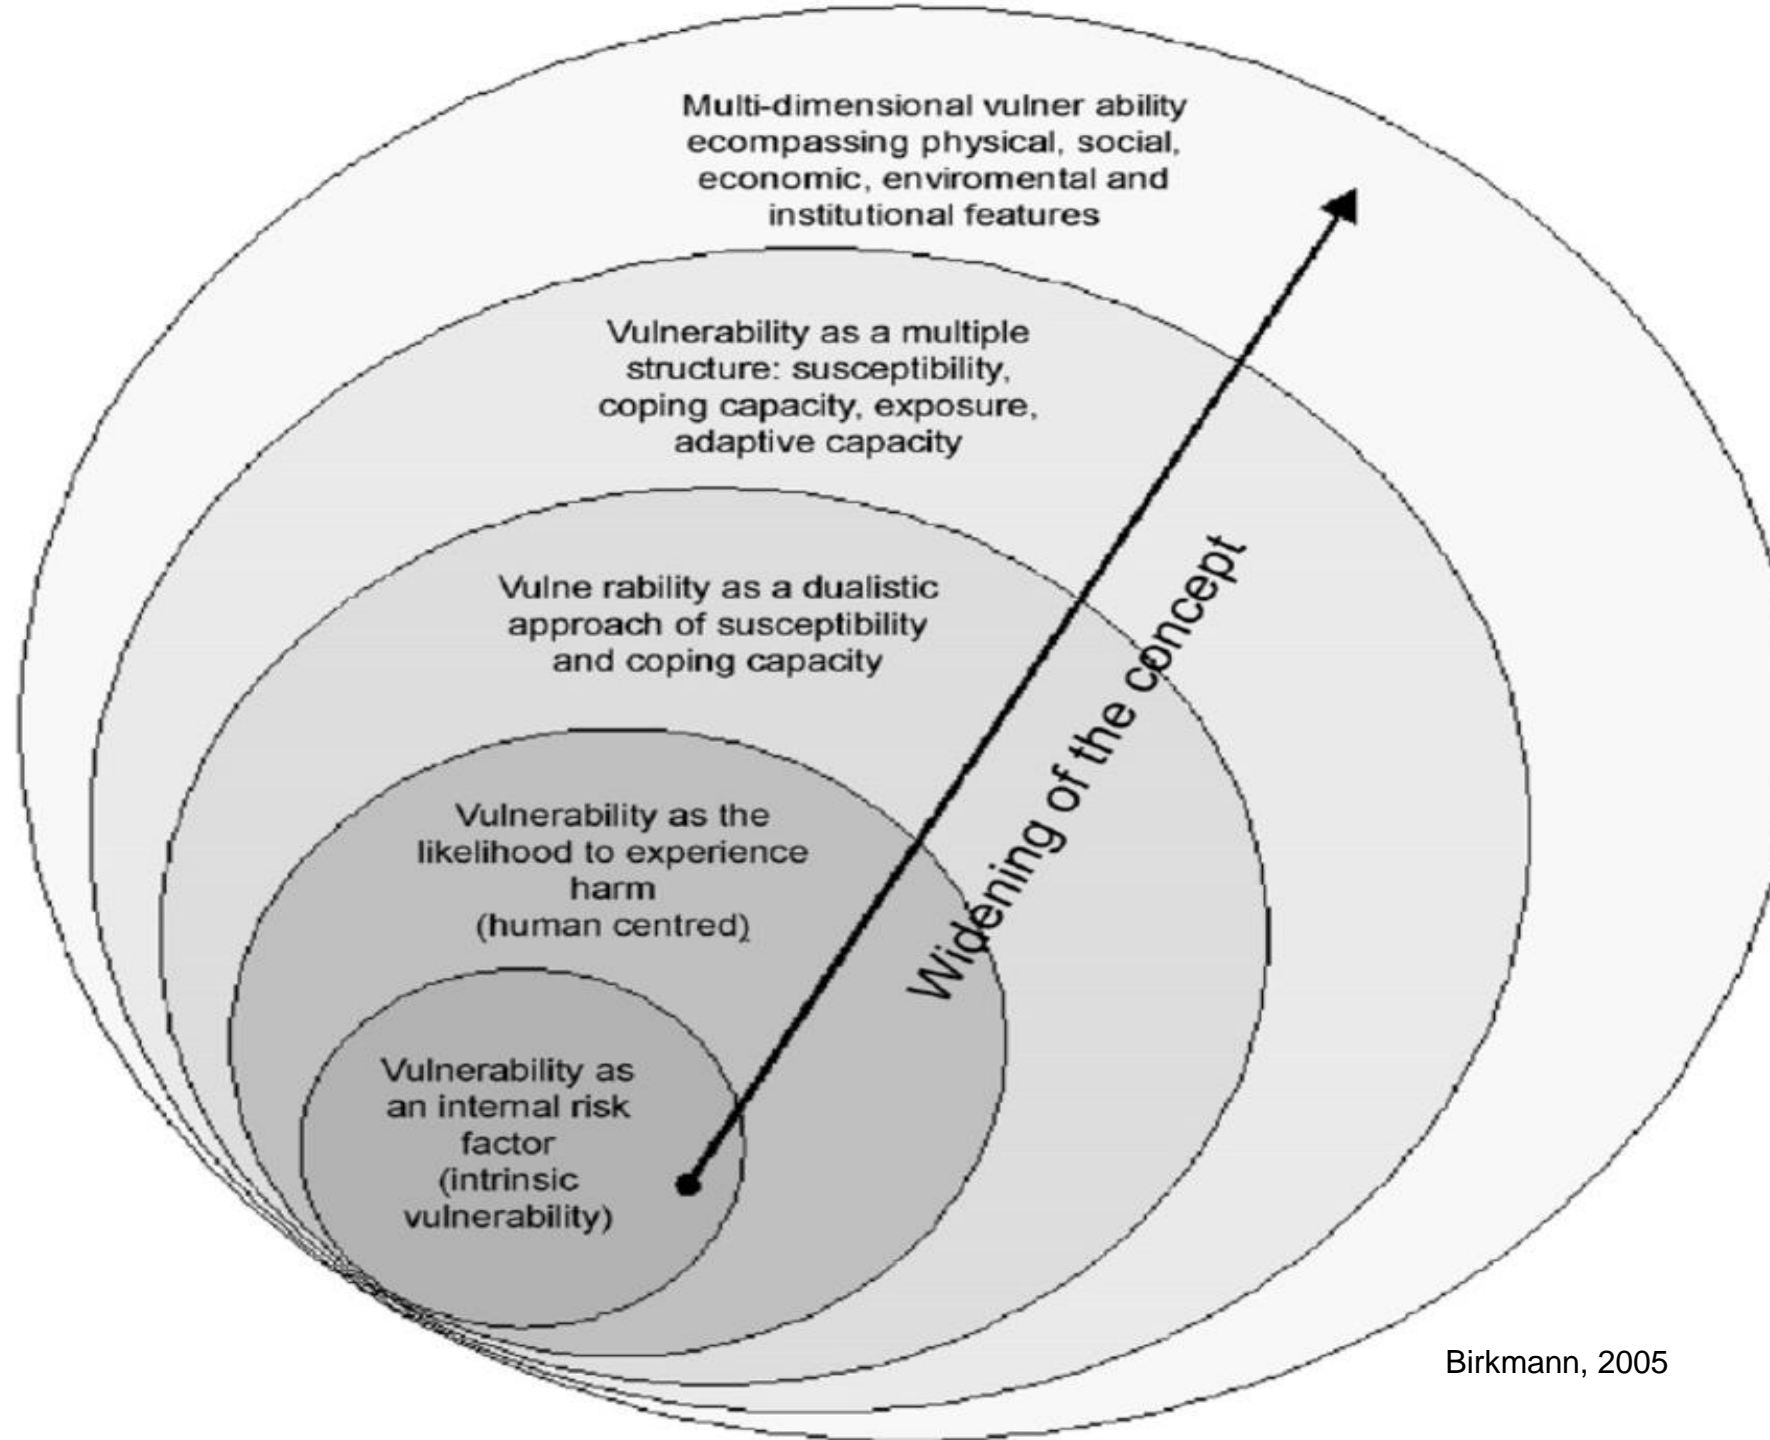 Multi-dimensional vulner ability
ecompassing physical, social,
economic, enviromental and
institutional features
Vulnerability as a multiple
structure: susceptibility,
coping capacity, exposure,
adaptive capacity
Vulne rability as a dualistic
approach of susceptibility
and coping capacity
Vulnerability as the
likelihood to experience
harm
(human centred)
Vulnerability as
an internal risk
factor
(intrinsic
vulnerability)
Widening of the concept
Birkmann, 2005